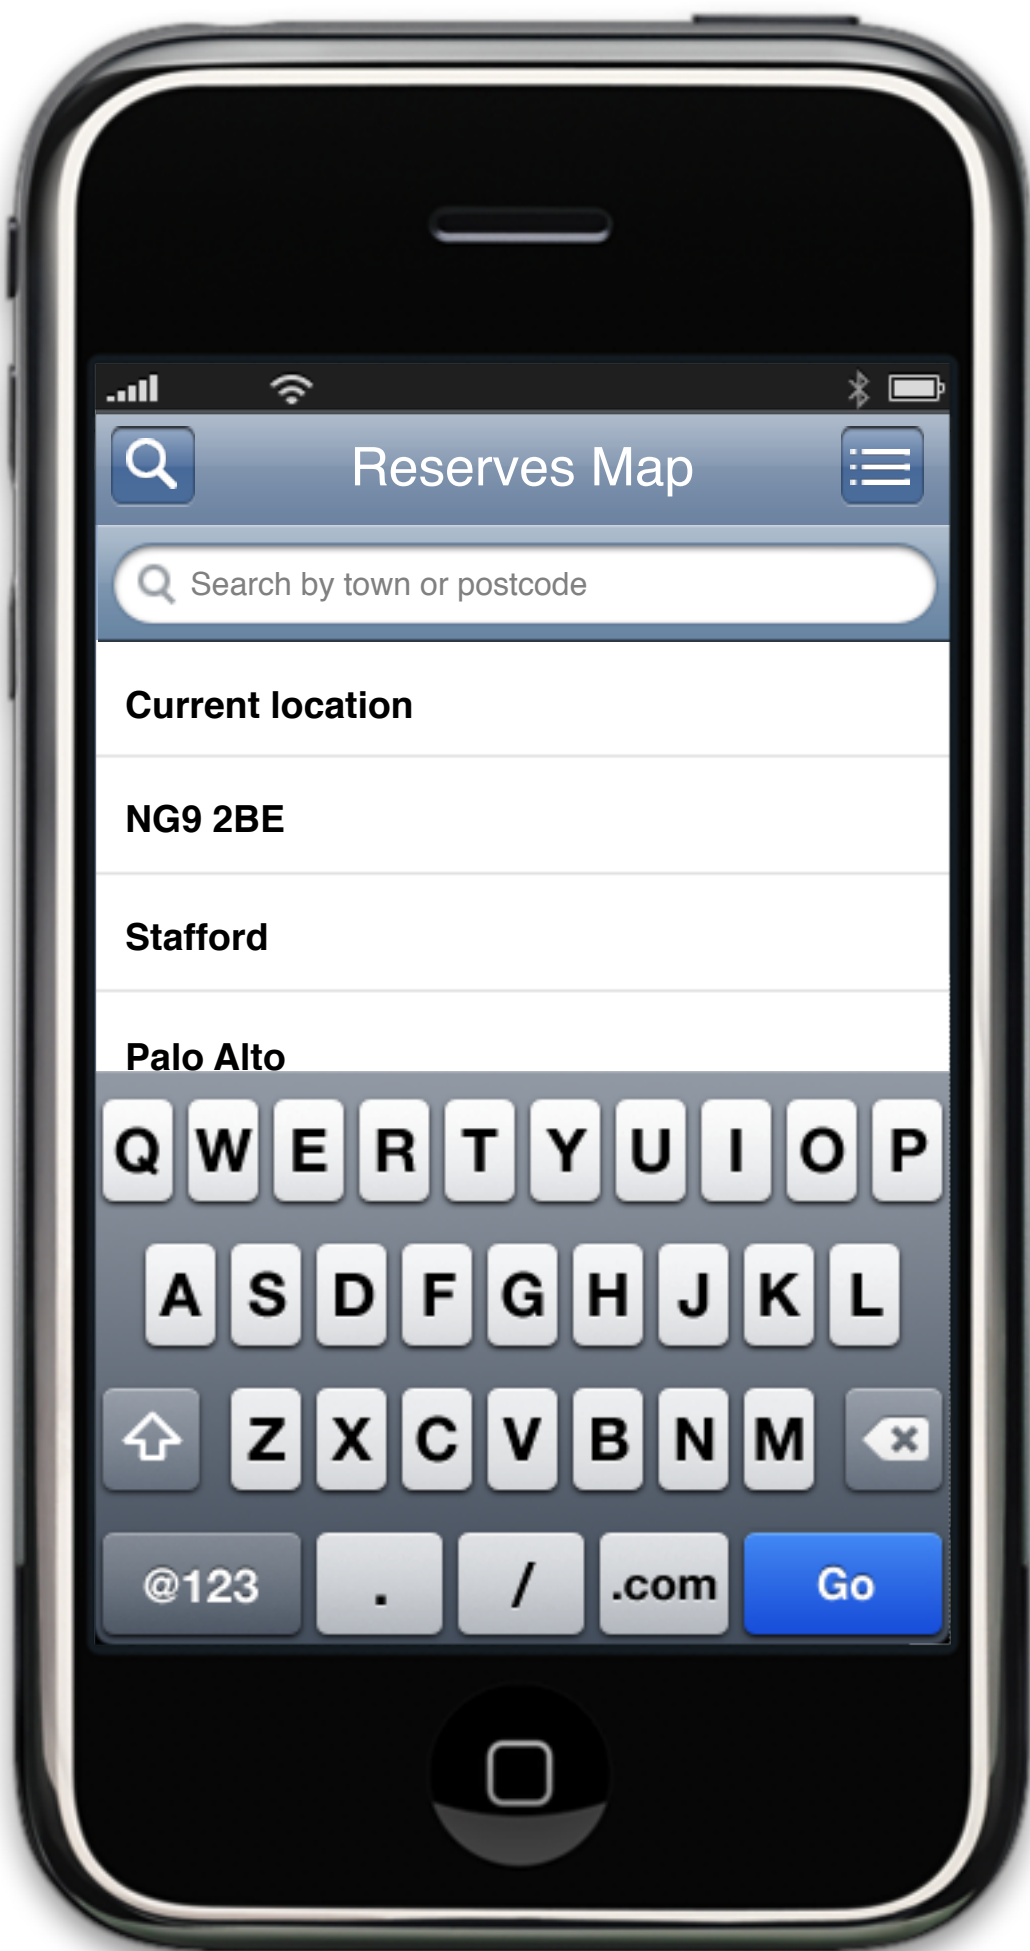 Reserves Map
Search by town or postcode
Current location
NG9 2BE
Stafford
Palo Alto
Q W E R T Y U I O P
A S D F G H J K L
Z X C V B N M
@123 . / .com Go